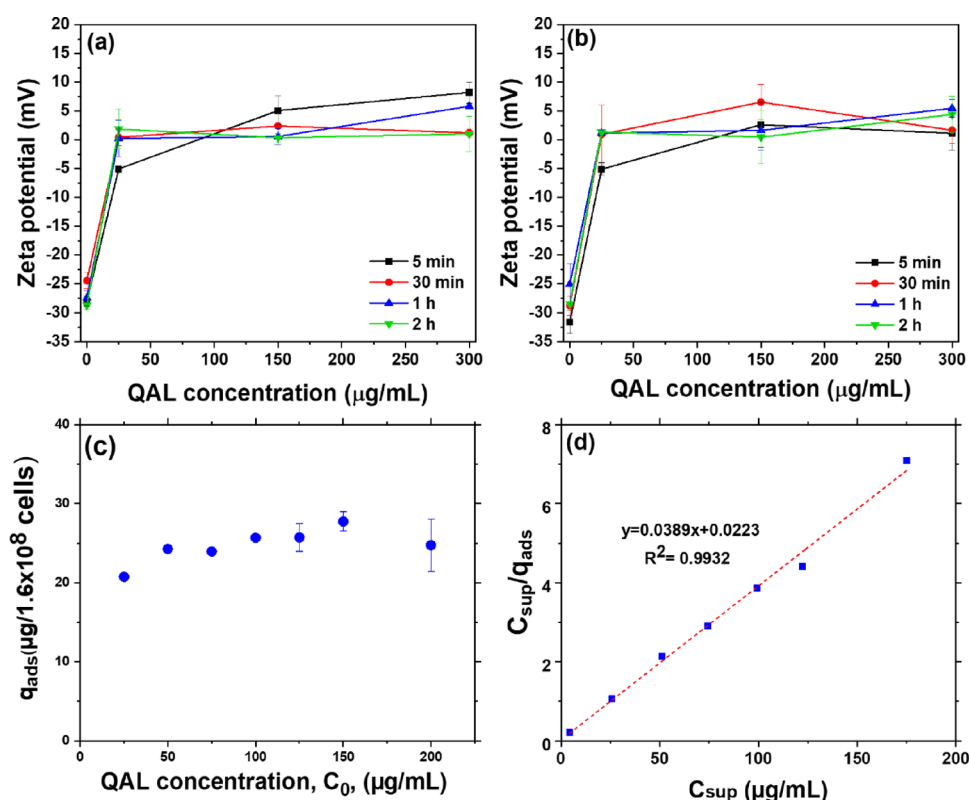 (a)
Zeta potential (mV)
20
15
10
5
0
-5
-10
-15
-20
-25
-30
-35
5 min
30 min
1 h
2 h
0 50 100 150 200 250 300
QAL concentration (μg/mL)
(b)
Zeta potential (mV)
20
15
10
5
0
-5
-10
-15
-20
-25
-30
-35
5 min
30 min
1 h
2 h
0 50 100 150 200 250 300
QAL concentration (μg/mL)
(c)
qads(μg/1.6x10⁸ cells)
40
30
20
10
0
0 50 100 150 200
QAL concentration, C₀, (μg/mL)
(d)
Csup/qads
8
6
4
2
0
y=0.0389x+0.0223
R²= 0.9932
0 50 100 150 200
Csup (μg/mL)